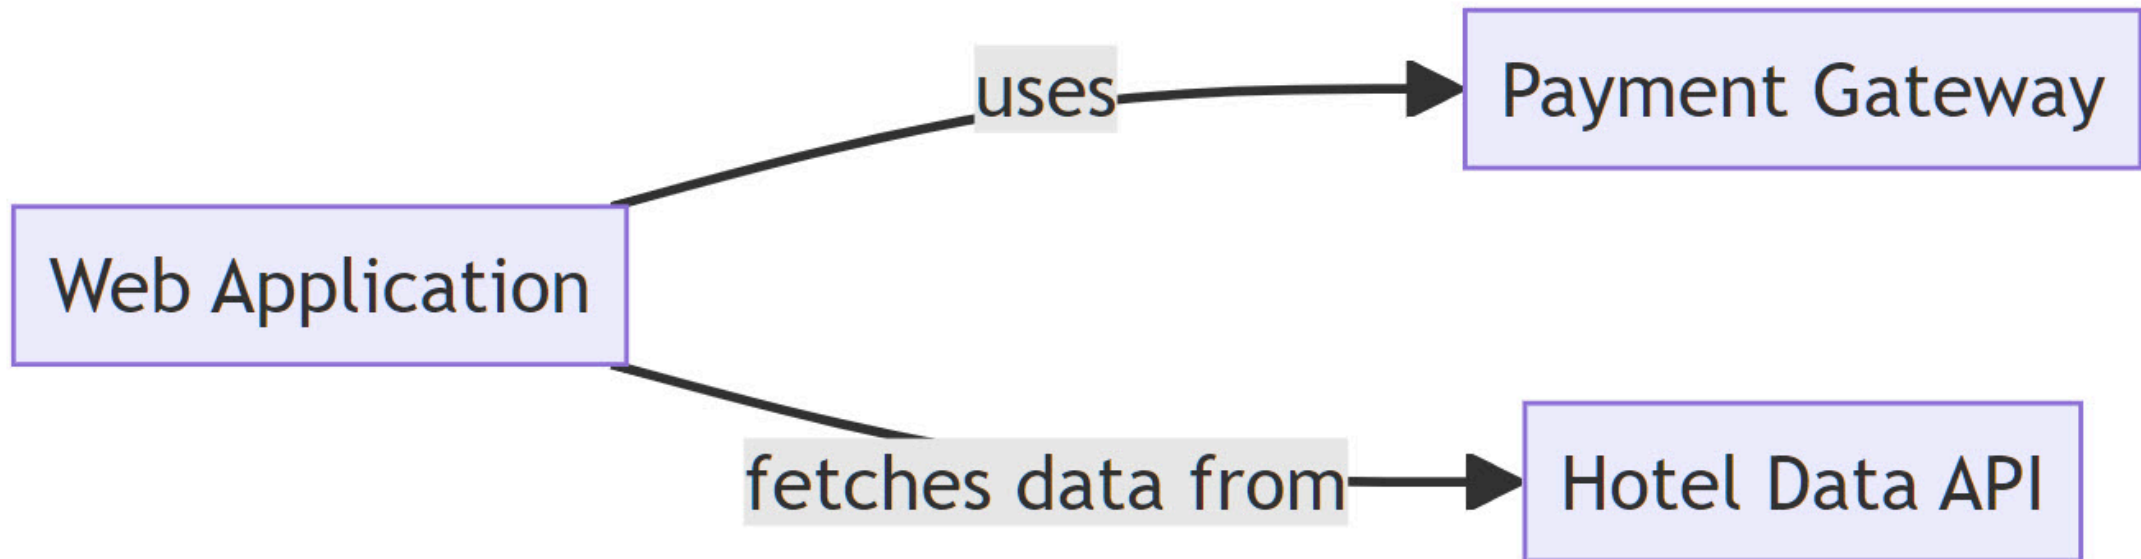 uses
Payment Gateway
Web Application
fetches data from
Hotel Data API